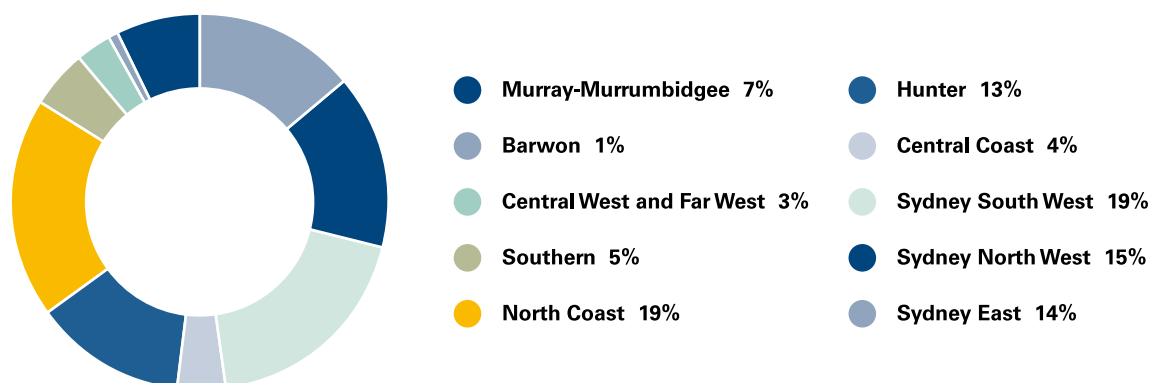 Murray-Murrumbidgee 7%
Barwon 1%
Central West and Far West 3%
Southern 5%
North Coast 19%
Hunter 13%
Central Coast 4%
Sydney South West 19%
Sydney North West 15%
Sydney East 14%